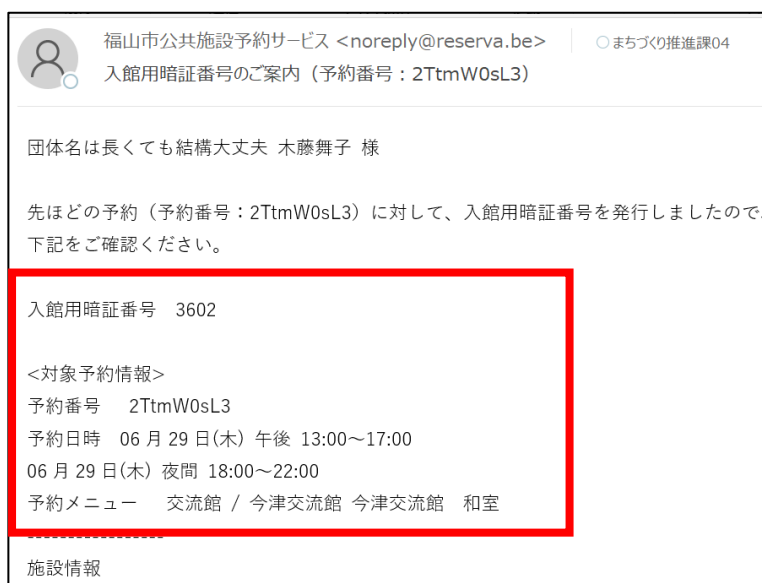 福山市公共施設予約サービス <noreply@reserva.be> ○まちづくり推進課04
入館用暗証番号のご案内（予約番号：2TtmW0sL3）
団体名は長くても結構大丈夫 木藤舞子 様
先ほどの予約（予約番号：2TtmW0sL3）に対して、入館用暗証番号を発行しましたので、
下記をご確認ください。
入館用暗証番号　3602
<対象予約情報>
予約番号　2TtmW0sL3
予約日時　06月29日(木) 午後 13:00～17:00
06月29日(木) 夜間 18:00～22:00
予約メニュー　交流館 / 今津交流館 今津交流館　和室
-----------------
施設情報